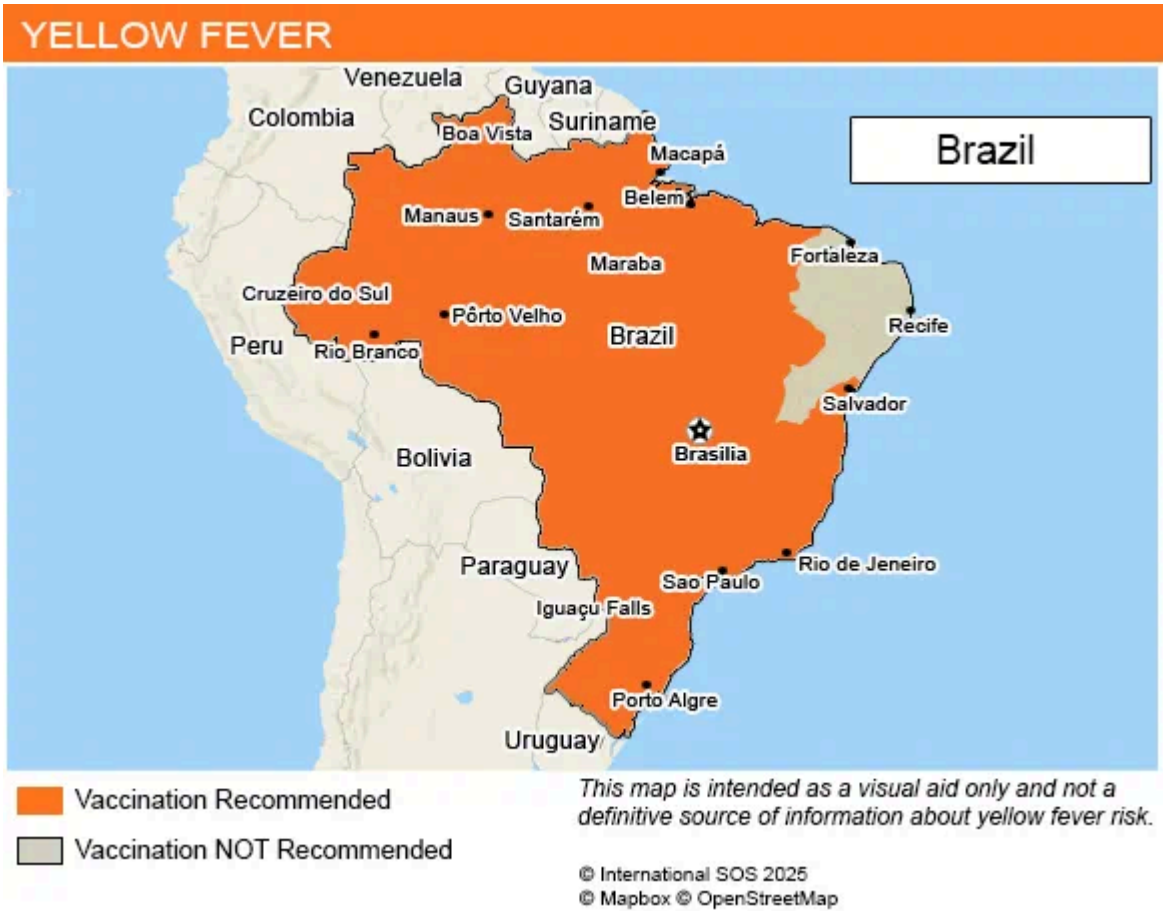 YELLOW FEVER
Venezuela
Guyana
Colombia
Suriname
Boa Vista
Brazil
Macapá
Belem
Manaus
Santarém
Fortaleza
Maraba
Cruzeiro do Sul
Pôrto Velho
Recife
Brazil
Peru
Rio Branco
Salvador
Brasilia
Bolivia
Paraguay
Rio de Jeneiro
Sao Paulo
Iguaçu Falls
Porto Algre
Uruguay
Vaccination Recommended
Vaccination NOT Recommended
This map is intended as a visual aid only and not a
definitive source of information about yellow fever risk.
© International SOS 2025
© Mapbox © OpenStreetMap